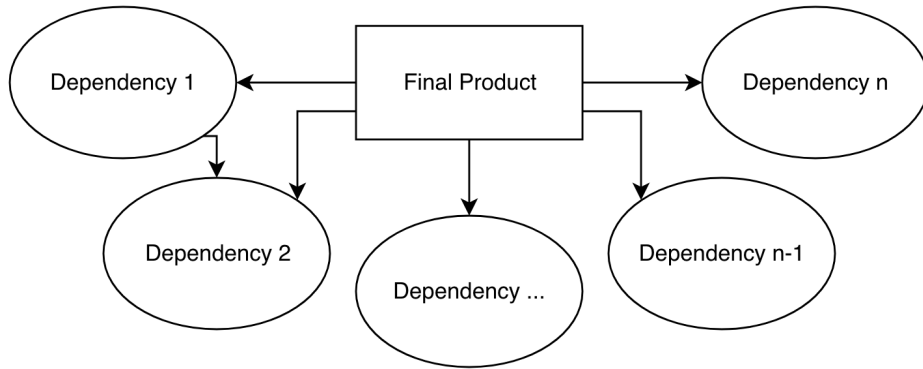 Dependency 1
Final Product
Dependency n
Dependency 2
Dependency n-1
Dependency ...